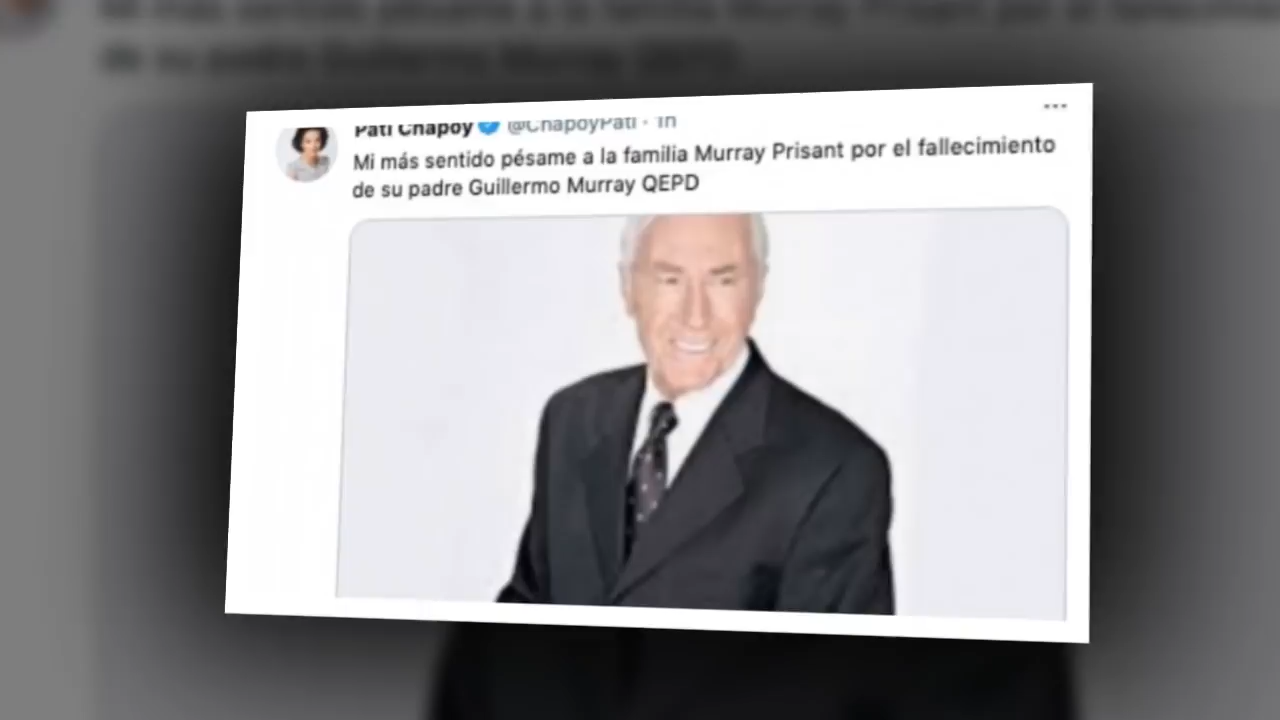 Pati Chapoy @ChapoyPati · 1h
Mi más sentido pésame a la familia Murray Prisant por el fallecimiento
de su padre Guillermo Murray QEPD